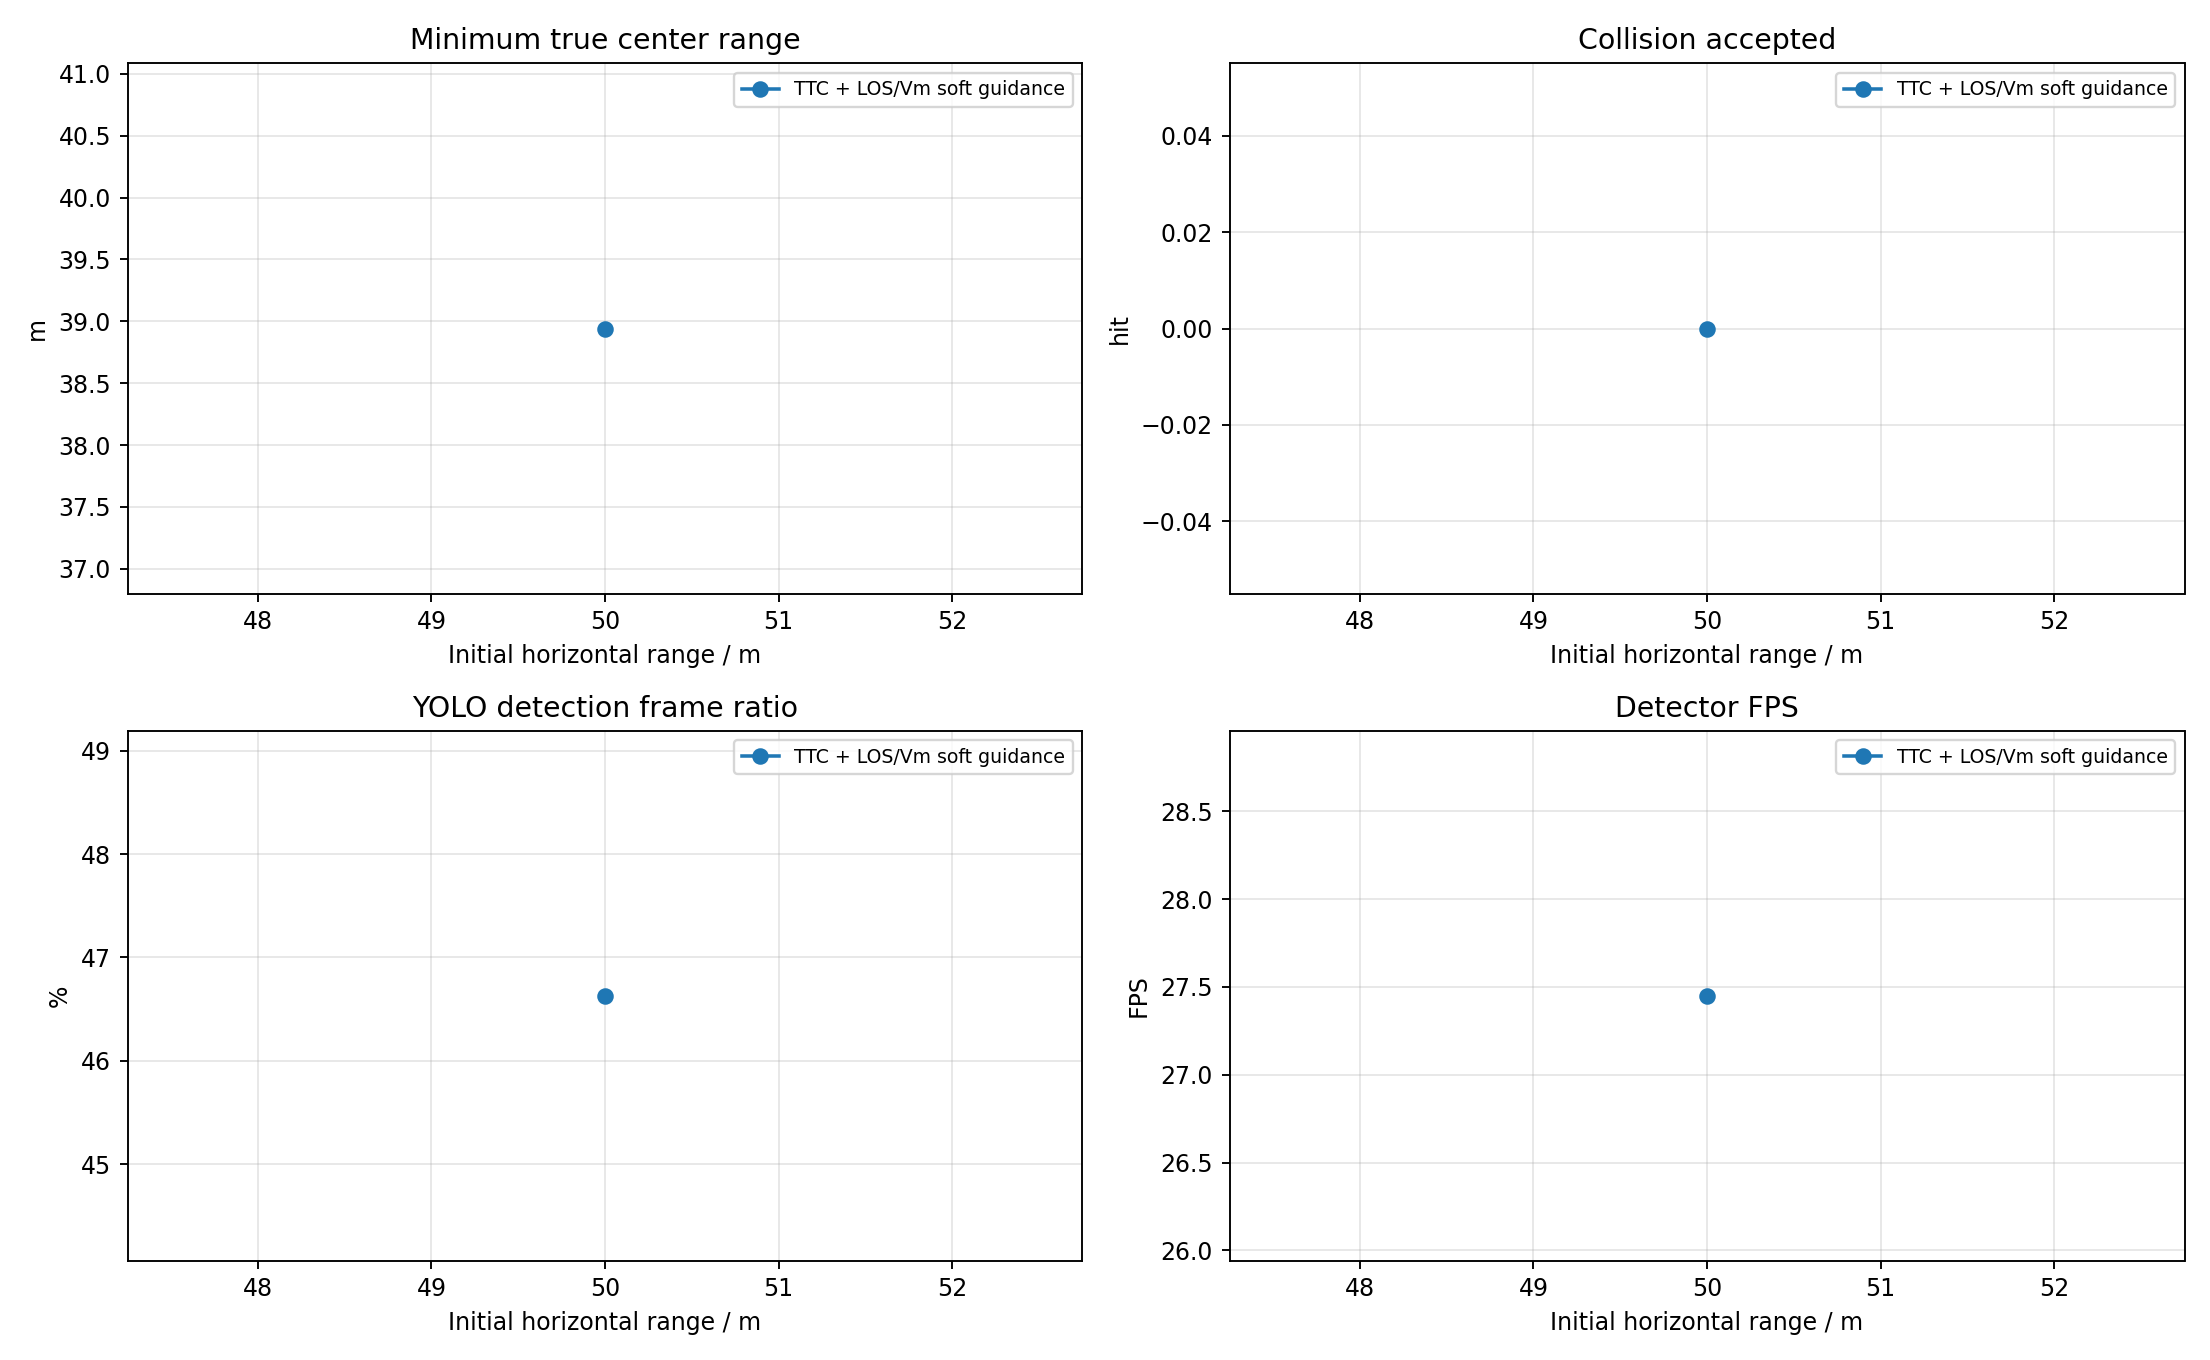 Minimum true center range
TTC + LOS/Vm soft guidance
41.0
40.5
40.0
39.5
39.0
38.5
38.0
37.5
37.0
m
48 49 50 51 52
Initial horizontal range / m
Collision accepted
TTC + LOS/Vm soft guidance
0.04
0.02
0.00
−0.02
−0.04
hit
48 49 50 51 52
Initial horizontal range / m
YOLO detection frame ratio
TTC + LOS/Vm soft guidance
49
48
47
46
45
%
48 49 50 51 52
Initial horizontal range / m
Detector FPS
TTC + LOS/Vm soft guidance
28.5
28.0
27.5
27.0
26.5
26.0
FPS
48 49 50 51 52
Initial horizontal range / m